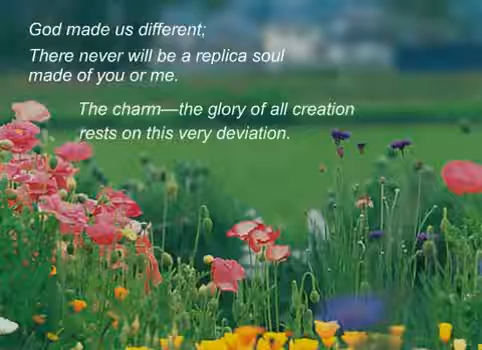 God made us different;
There never will be a replica soul
made of you or me.
The charm—the glory of all creation
rests on this very deviation.